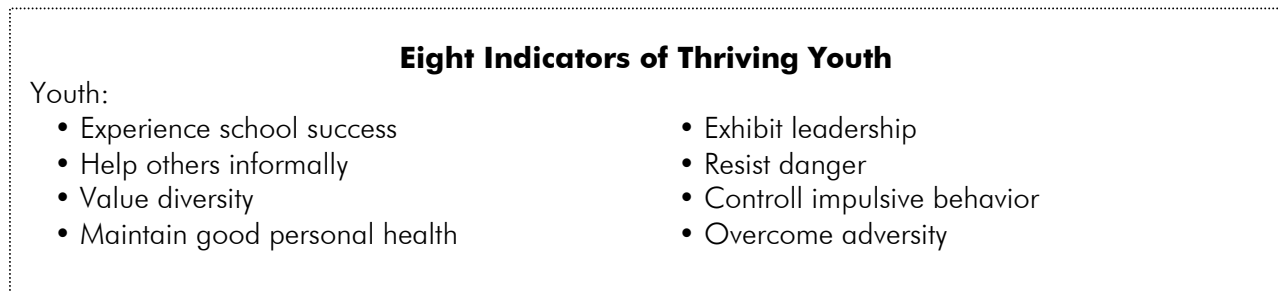 Eight Indicators of Thriving Youth
Youth:
• Experience school success
• Help others informally
• Value diversity
• Maintain good personal health
• Exhibit leadership
• Resist danger
• Controll impulsive behavior
• Overcome adversity